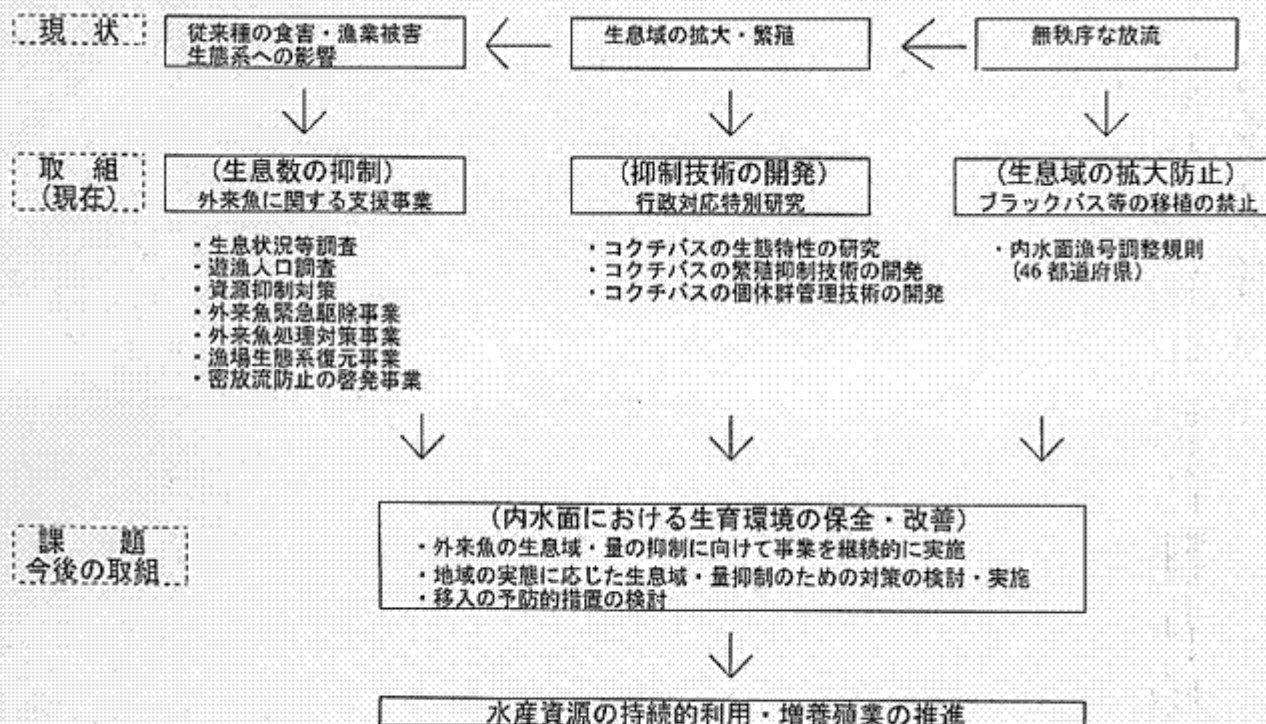 現 状
従来種の食害・漁業被害
生態系への影響
生息域の拡大・繁殖
無秩序な放流
取 組
(現在)
(生息数の抑制)
外来魚に関する支援事業
(抑制技術の開発)
行政対応特別研究
(生息域の拡大防止)
ブラックバス等の移植の禁止
・生息状況等調査
・遊漁人口調査
・資源抑制対策
・外来魚緊急駆除事業
・外来魚処理対策事業
・漁場生態系復元事業
・密放流防止の啓発事業
・コクチバスの生態特性の研究
・コクチバスの繁殖抑制技術の開発
・コクチバスの個体群管理技術の開発
・内水面漁号調整規則
(46 都道府県)
課 題
今後の取組
(内水面における生育環境の保全・改善)
・外来魚の生息域・量の抑制に向けて事業を継続的に実施
・地域の実態に応じた生息域・量抑制のための対策の検討・実施
・移入の予防的措置の検討
水産資源の持続的利用・増養殖業の推進